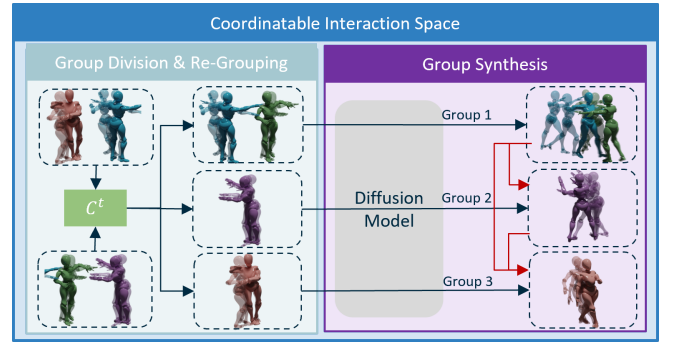 Coordinatable Interaction Space
Group Division & Re-Grouping
Group Synthesis
Group 1
C^t
Diffusion
Model
Group 2
Group 3